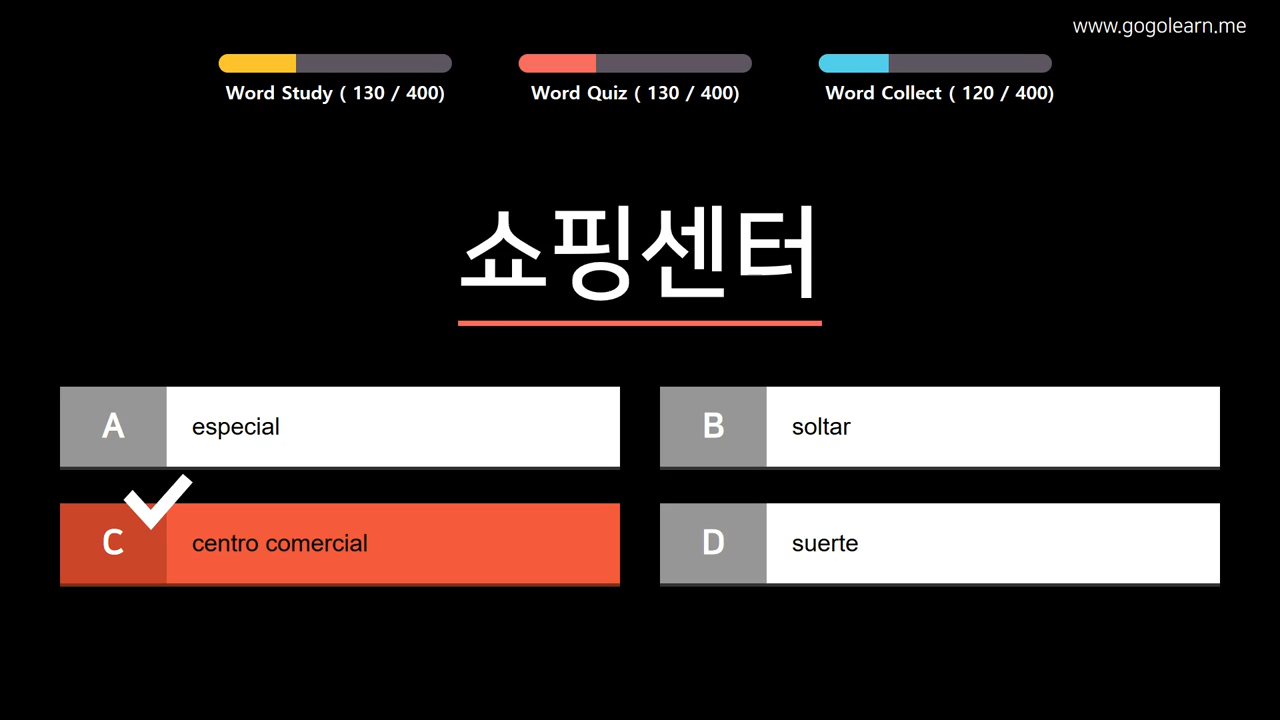 www.gogolearn.me
Word Study ( 130 / 400)
Word Quiz ( 130 / 400)
Word Collect ( 120 / 400)
쇼핑센터
A
especial
B
soltar
C
centro comercial
D
suerte